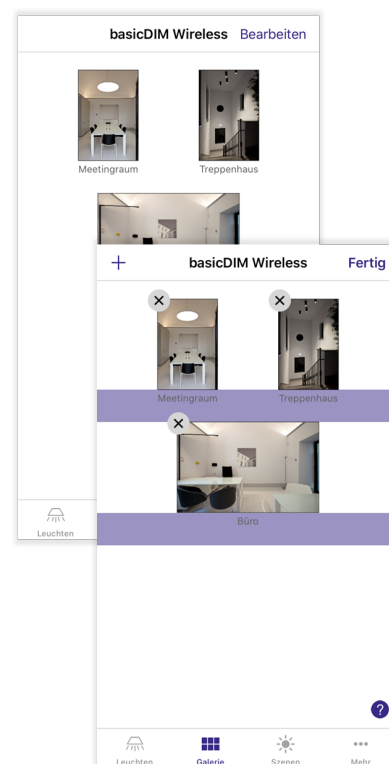 basicDIM Wireless Bearbeiten
Meetingraum Treppenhaus
Leuchten
+ basicDIM Wireless Fertig
Meetingraum Treppenhaus
Büro
?
Leuchten Galerie Szenen Mehr